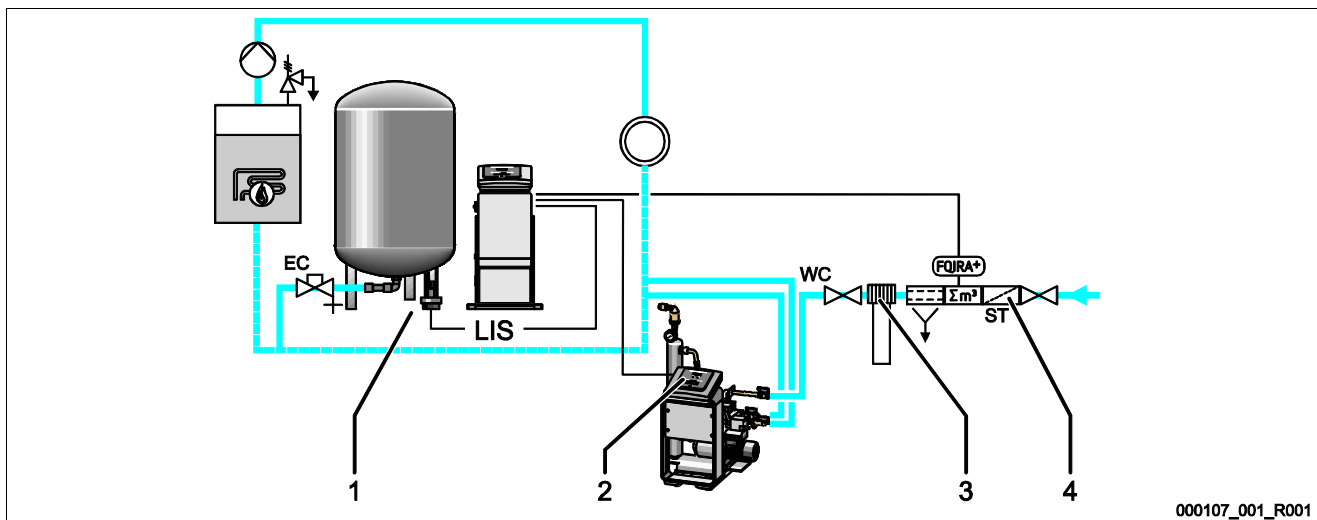 EC
LIS
WC
FQIRA+
Σm³
ST
1
2
3
4
000107_001_R001